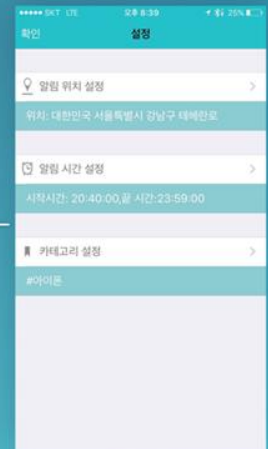 SKT LTE 오후 8:39 25%
확인 설정
알림 위치 설정
위치: 대한민국 서울특별시 강남구 테헤란로
알림 시간 설정
시작시간: 20:40:00,끝 시간:23:59:00
카테고리 설정
#아이폰